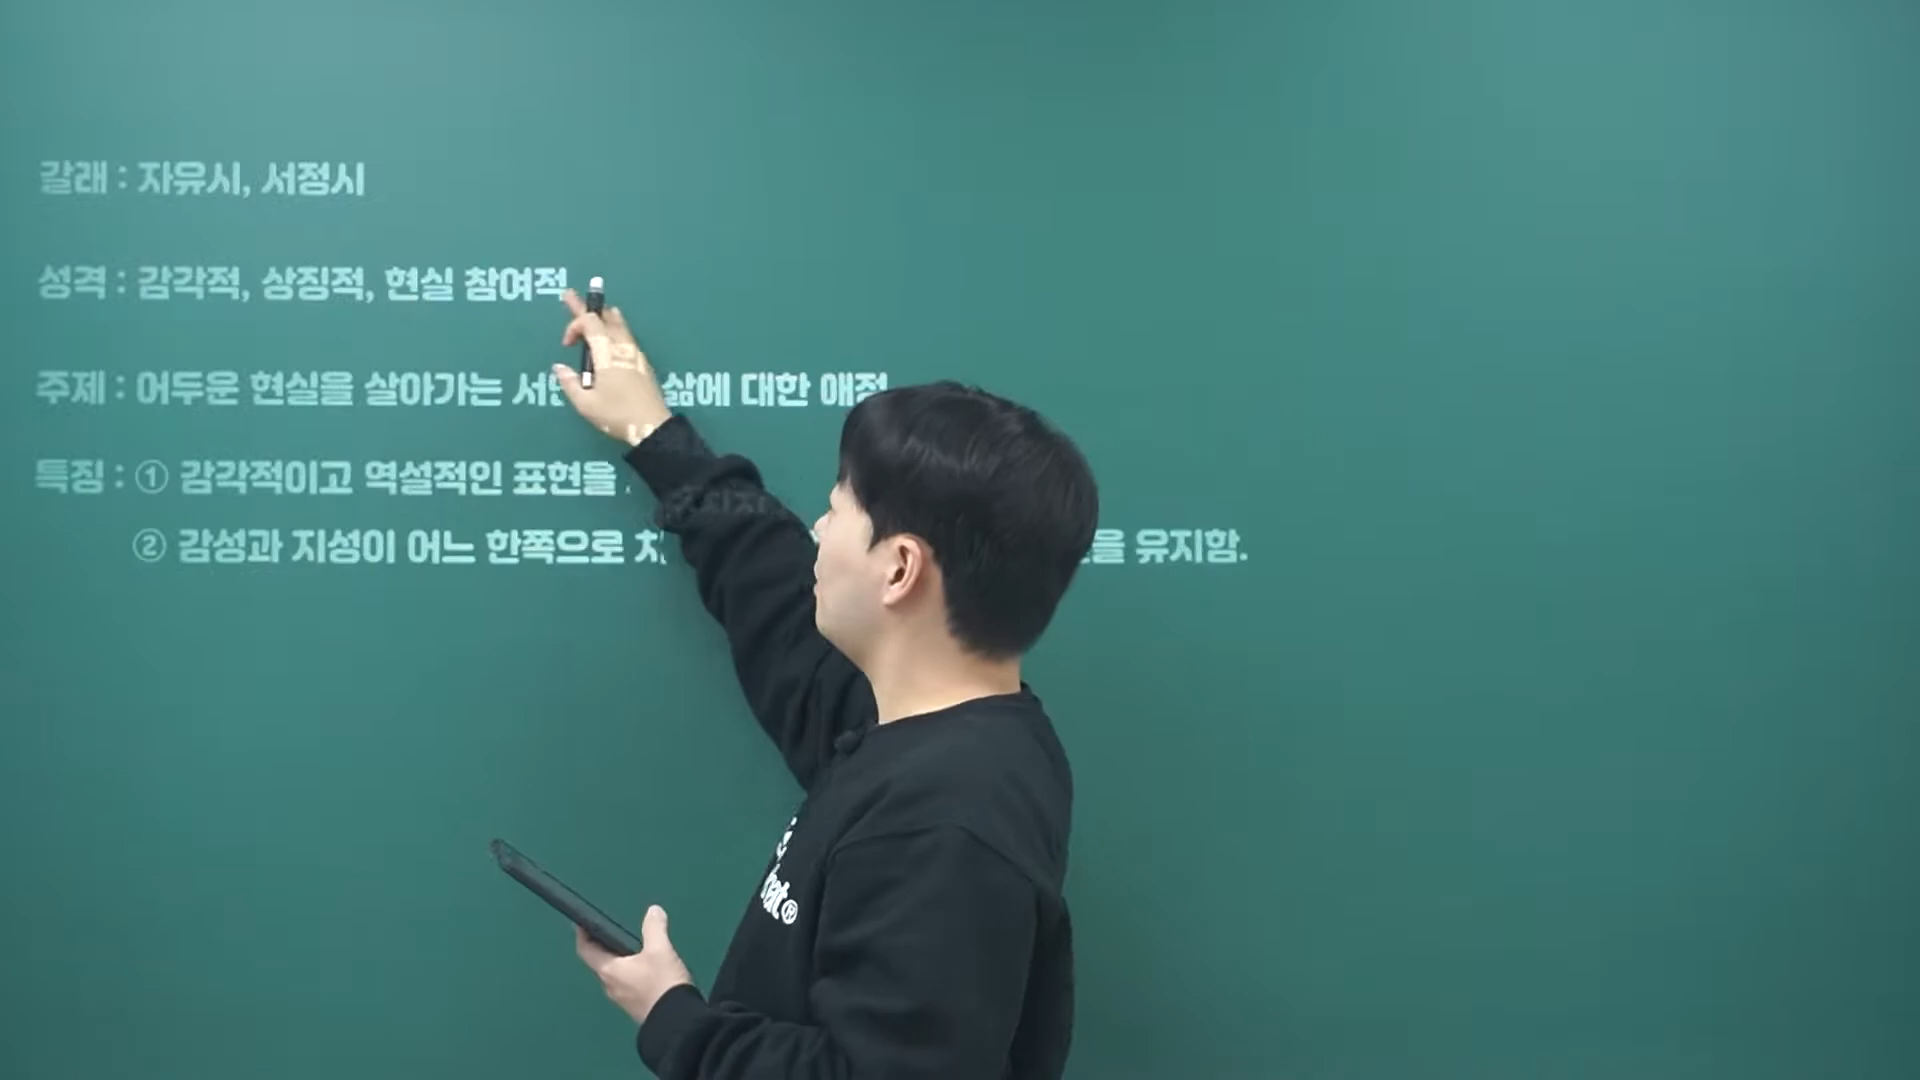 갈래 : 자유시, 서정시
성격 : 감각적, 상징적, 현실 참여적
주제 : 어두운 현실을 살아가는 삶에 대한 애정
특징 : ① 감각적이고 역설적인 표현을
② 감성과 지성이 어느 한쪽으로 유지함.